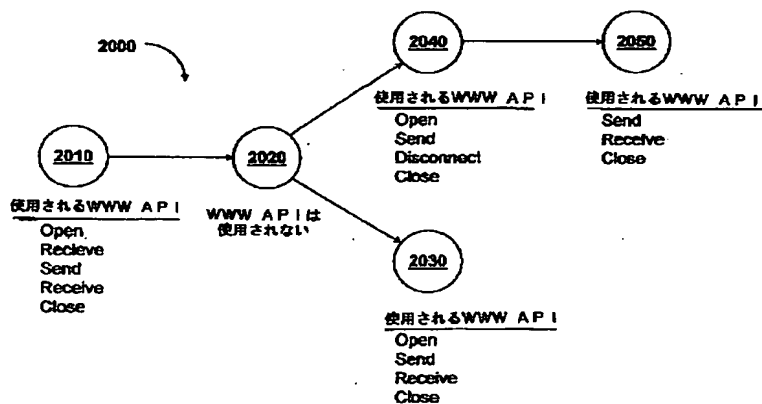 2000
2010
使用されるWWW API
Open
Recieve
Send
Receive
Close
2020
WWW APIは
使用されない
2040
使用されるWWW API
Open
Send
Disconnect
Close
2050
使用されるWWW API
Send
Receive
Close
2030
使用されるWWW API
Open
Send
Receive
Close